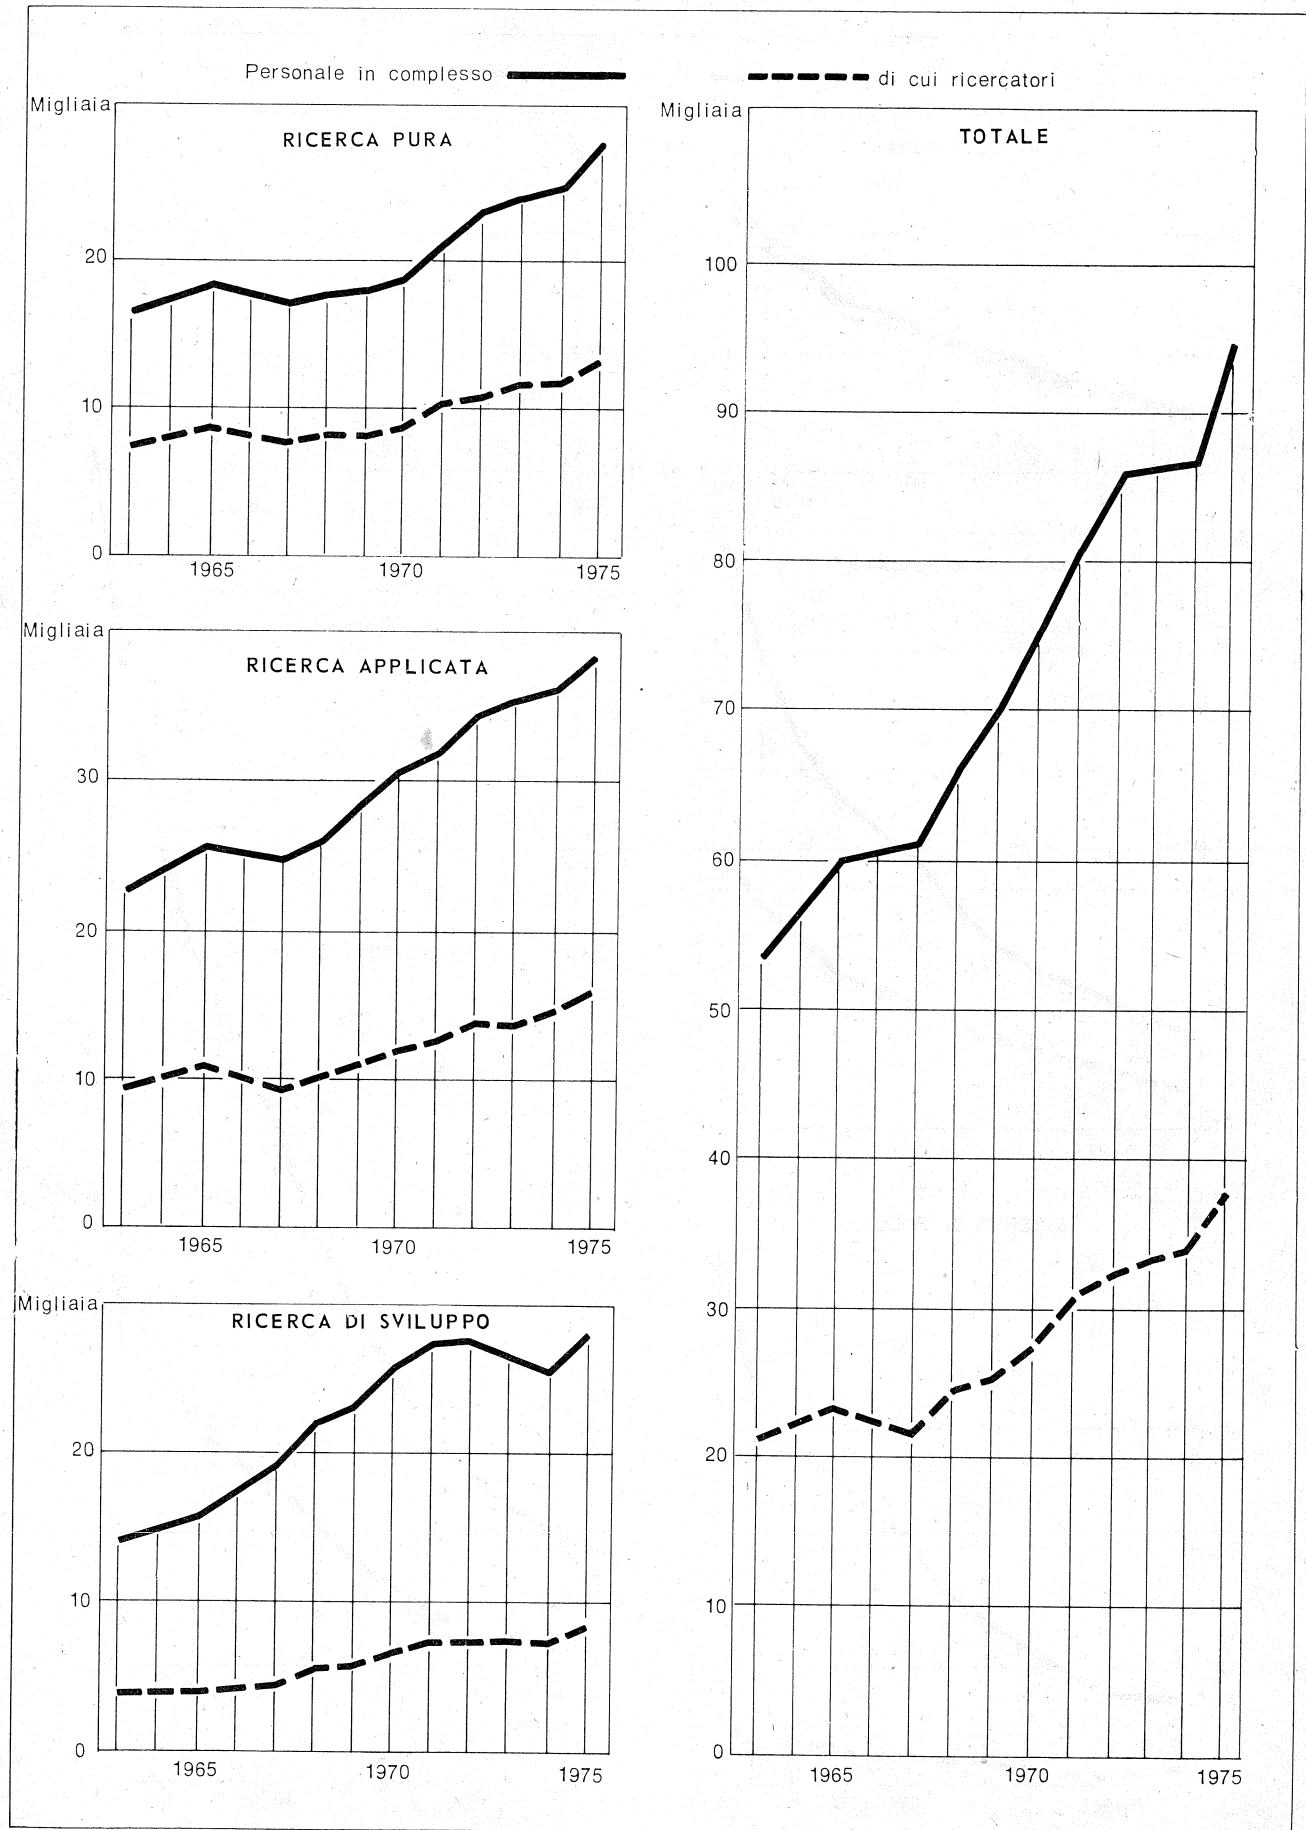 Personale in complesso
di cui ricercatori
Migliaia
RICERCA PURA
20
10
0
1965 1970 1975
Migliaia
RICERCA APPLICATA
30
20
10
0
1965 1970 1975
Migliaia
RICERCA DI SVILUPPO
20
10
0
1965 1970 1975
Migliaia
TOTALE
100
90
80
70
60
50
40
30
20
10
0
1965 1970 1975